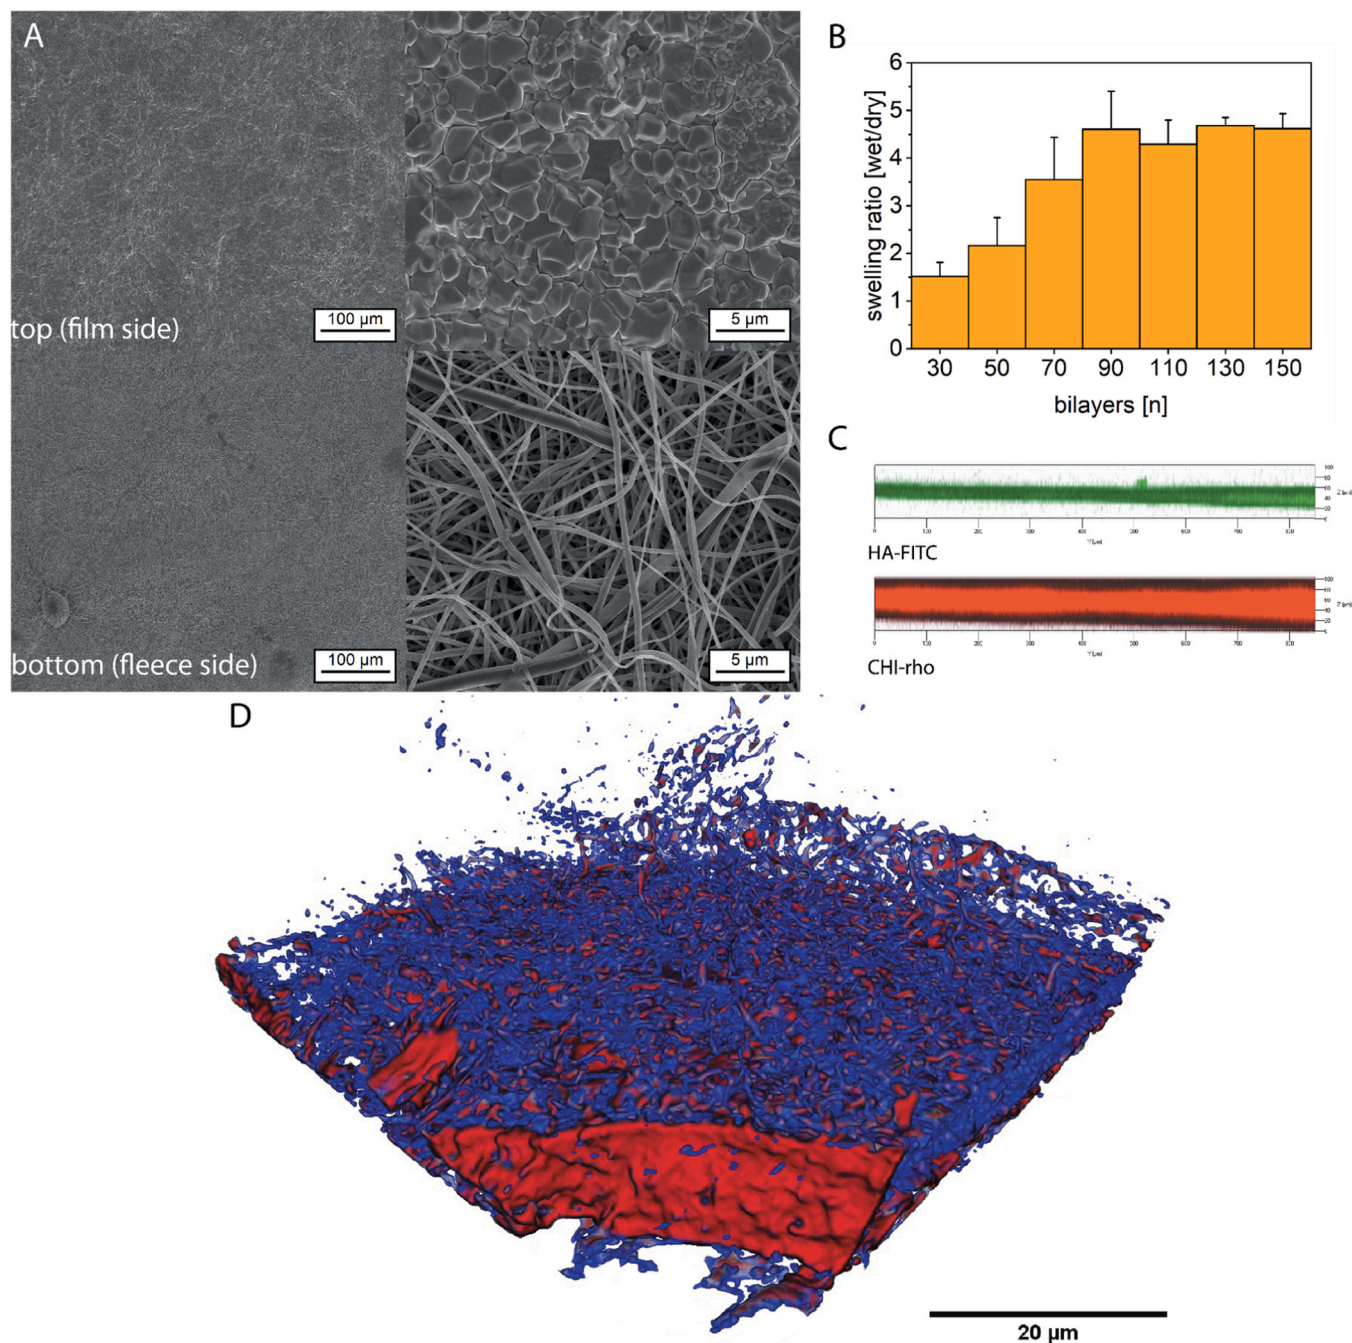 A
top (film side)
100 µm
5 µm
bottom (fleece side)
100 µm
5 µm
B
swelling ratio [wet/dry]
6
5
4
3
2
1
0
30 50 70 90 110 130 150
bilayers [n]
C
HA-FITC
CHI-rho
D
20 µm